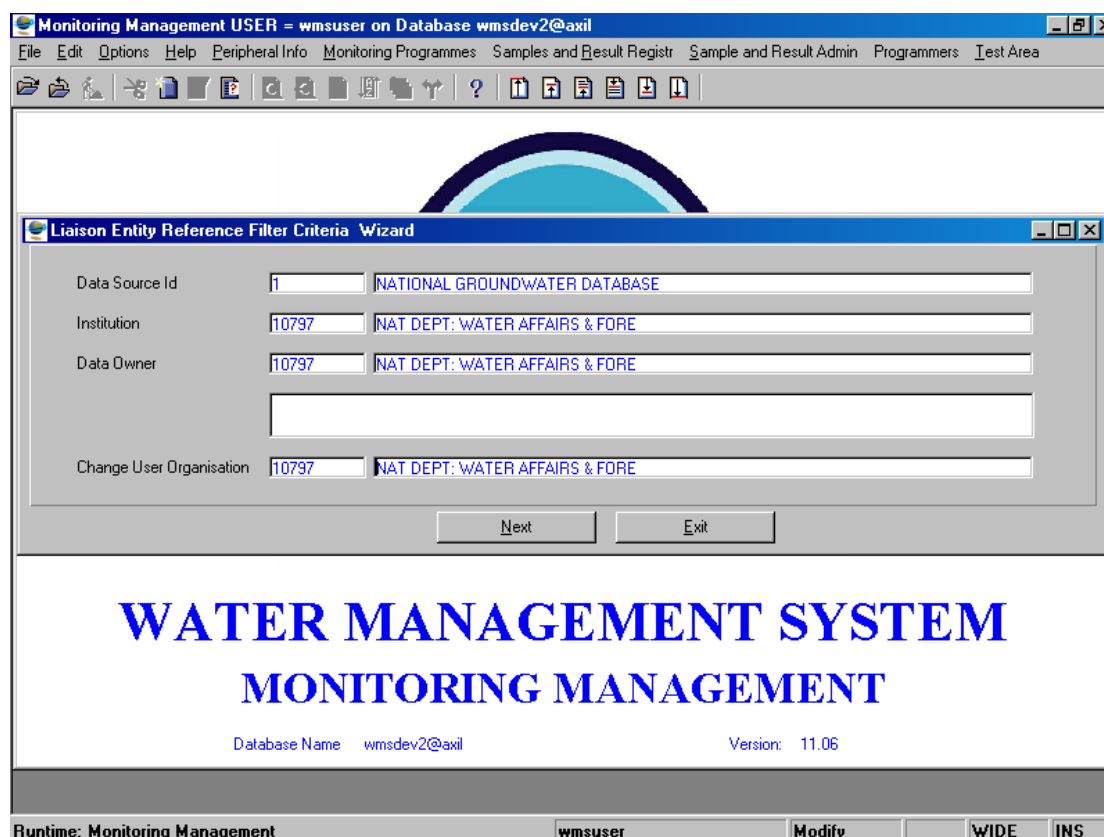 Monitoring Management USER = wmsuser on Database wmsdev2@axil
File Edit Options Help Peripheral Info Monitoring Programmes Samples and Result Registr Sample and Result Admin Programmers Test Area
Liaison Entity Reference Filter Criteria Wizard
Data Source Id 1 NATIONAL GROUNDWATER DATABASE
Institution 10797 NAT DEPT: WATER AFFAIRS & FORE
Data Owner 10797 NAT DEPT: WATER AFFAIRS & FORE
Change User Organisation 10797 NAT DEPT: WATER AFFAIRS & FORE
Next Exit
WATER MANAGEMENT SYSTEM
MONITORING MANAGEMENT
Database Name wmsdev2@axil Version: 11.06
Runtime: Monitoring Management wmsuser Modify WIDE INS